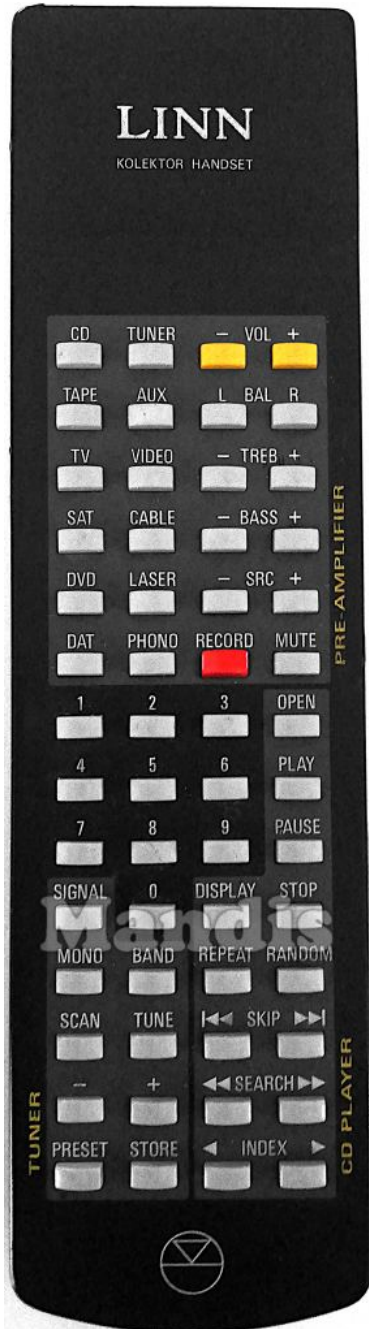 LINN
KOLEKTOR HANDSET
CD TUNER - VOL +
TAPE AUX L BAL R
TV VIDEO - TREB +
SAT CABLE - BASS +
DVD LASER - SRC +
DAT PHONO RECORD MUTE
PRE-AMPLIFIER
1 2 3 OPEN
4 5 6 PLAY
7 8 9 PAUSE
SIGNAL 0 DISPLAY STOP
Mandis
MONO BAND REPEAT RANDOM
SCAN TUNE |◀◀ SKIP ▶▶|
- + ◀◀ SEARCH ▶▶
PRESET STORE ◀ INDEX ▶
TUNER
CD PLAYER